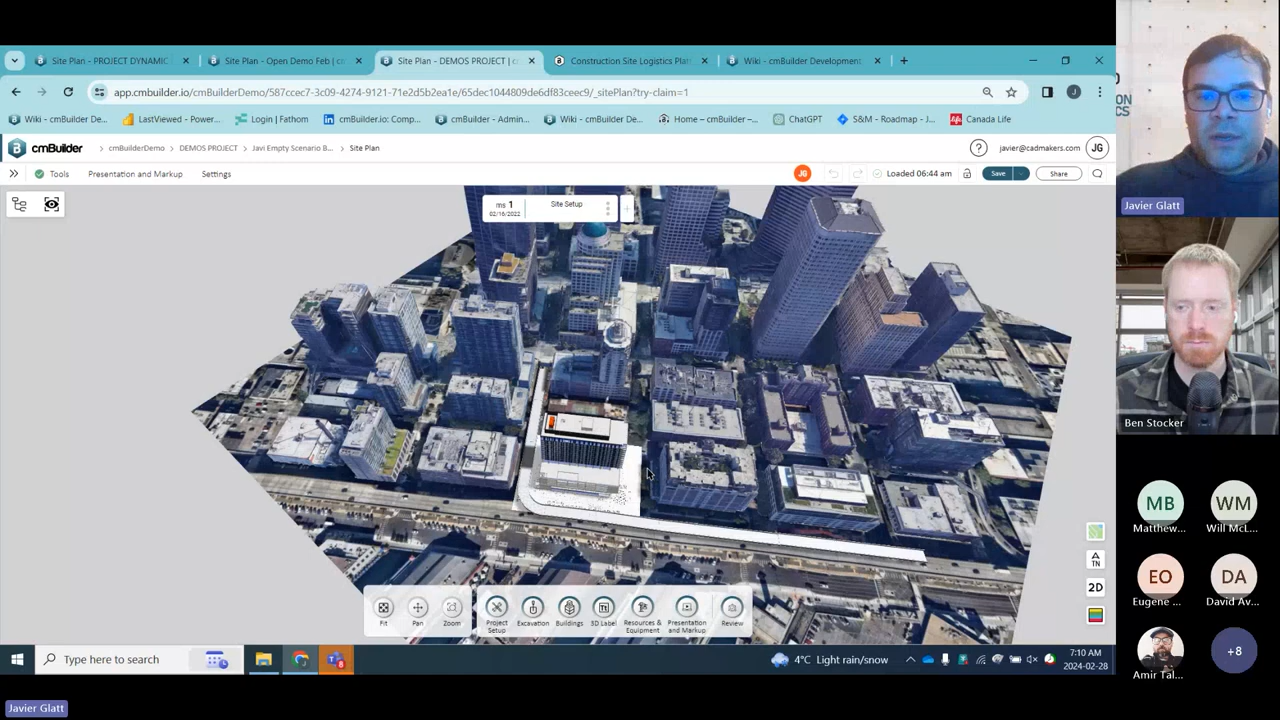 Site Plan - PROJECT DYNAMIC
Site Plan - Open Demo Feb | cm
Site Plan - DEMOS PROJECT | c
Construction Site Logistics Plat
Wiki - cmBuilder Development
app.cmbuilder.io/cmBuilderDemo/587ccec7-3c09-4274-9121-71e2d5b2ea1e/65dec1044809de6df83ceec9/_sitePlan?try-claim=1
Wiki - cmBuilder De...
LastViewed - Power...
Login | Fathom
cmBuilder.io: Comp...
cmBuilder - Admin...
Wiki - cmBuilder De...
Home – cmBuilder –...
ChatGPT
S&M - Roadmap - J...
Canada Life
cmBuilder
cmBuilderDemo
DEMOS PROJECT
Javi Empty Scenario B...
Site Plan
javier@cadmakers.com
JG
Tools
Presentation and Markup
Settings
JG
Loaded 06:44 am
Save
Share
ms 1
02/16/2022
Site Setup
A
TN
2D
Fit
Pan
Zoom
Project
Setup
Excavation
Buildings
3D Label
Resources &
Equipment
Presentation
and Markup
Review
Type here to search
4°C Light rain/snow
7:10 AM
2024-02-28
Javier Glatt
Javier Glatt
Ben Stocker
MB
Matthew...
WM
Will McL...
EO
Eugene ...
DA
David Av...
Amir Tal...
+8